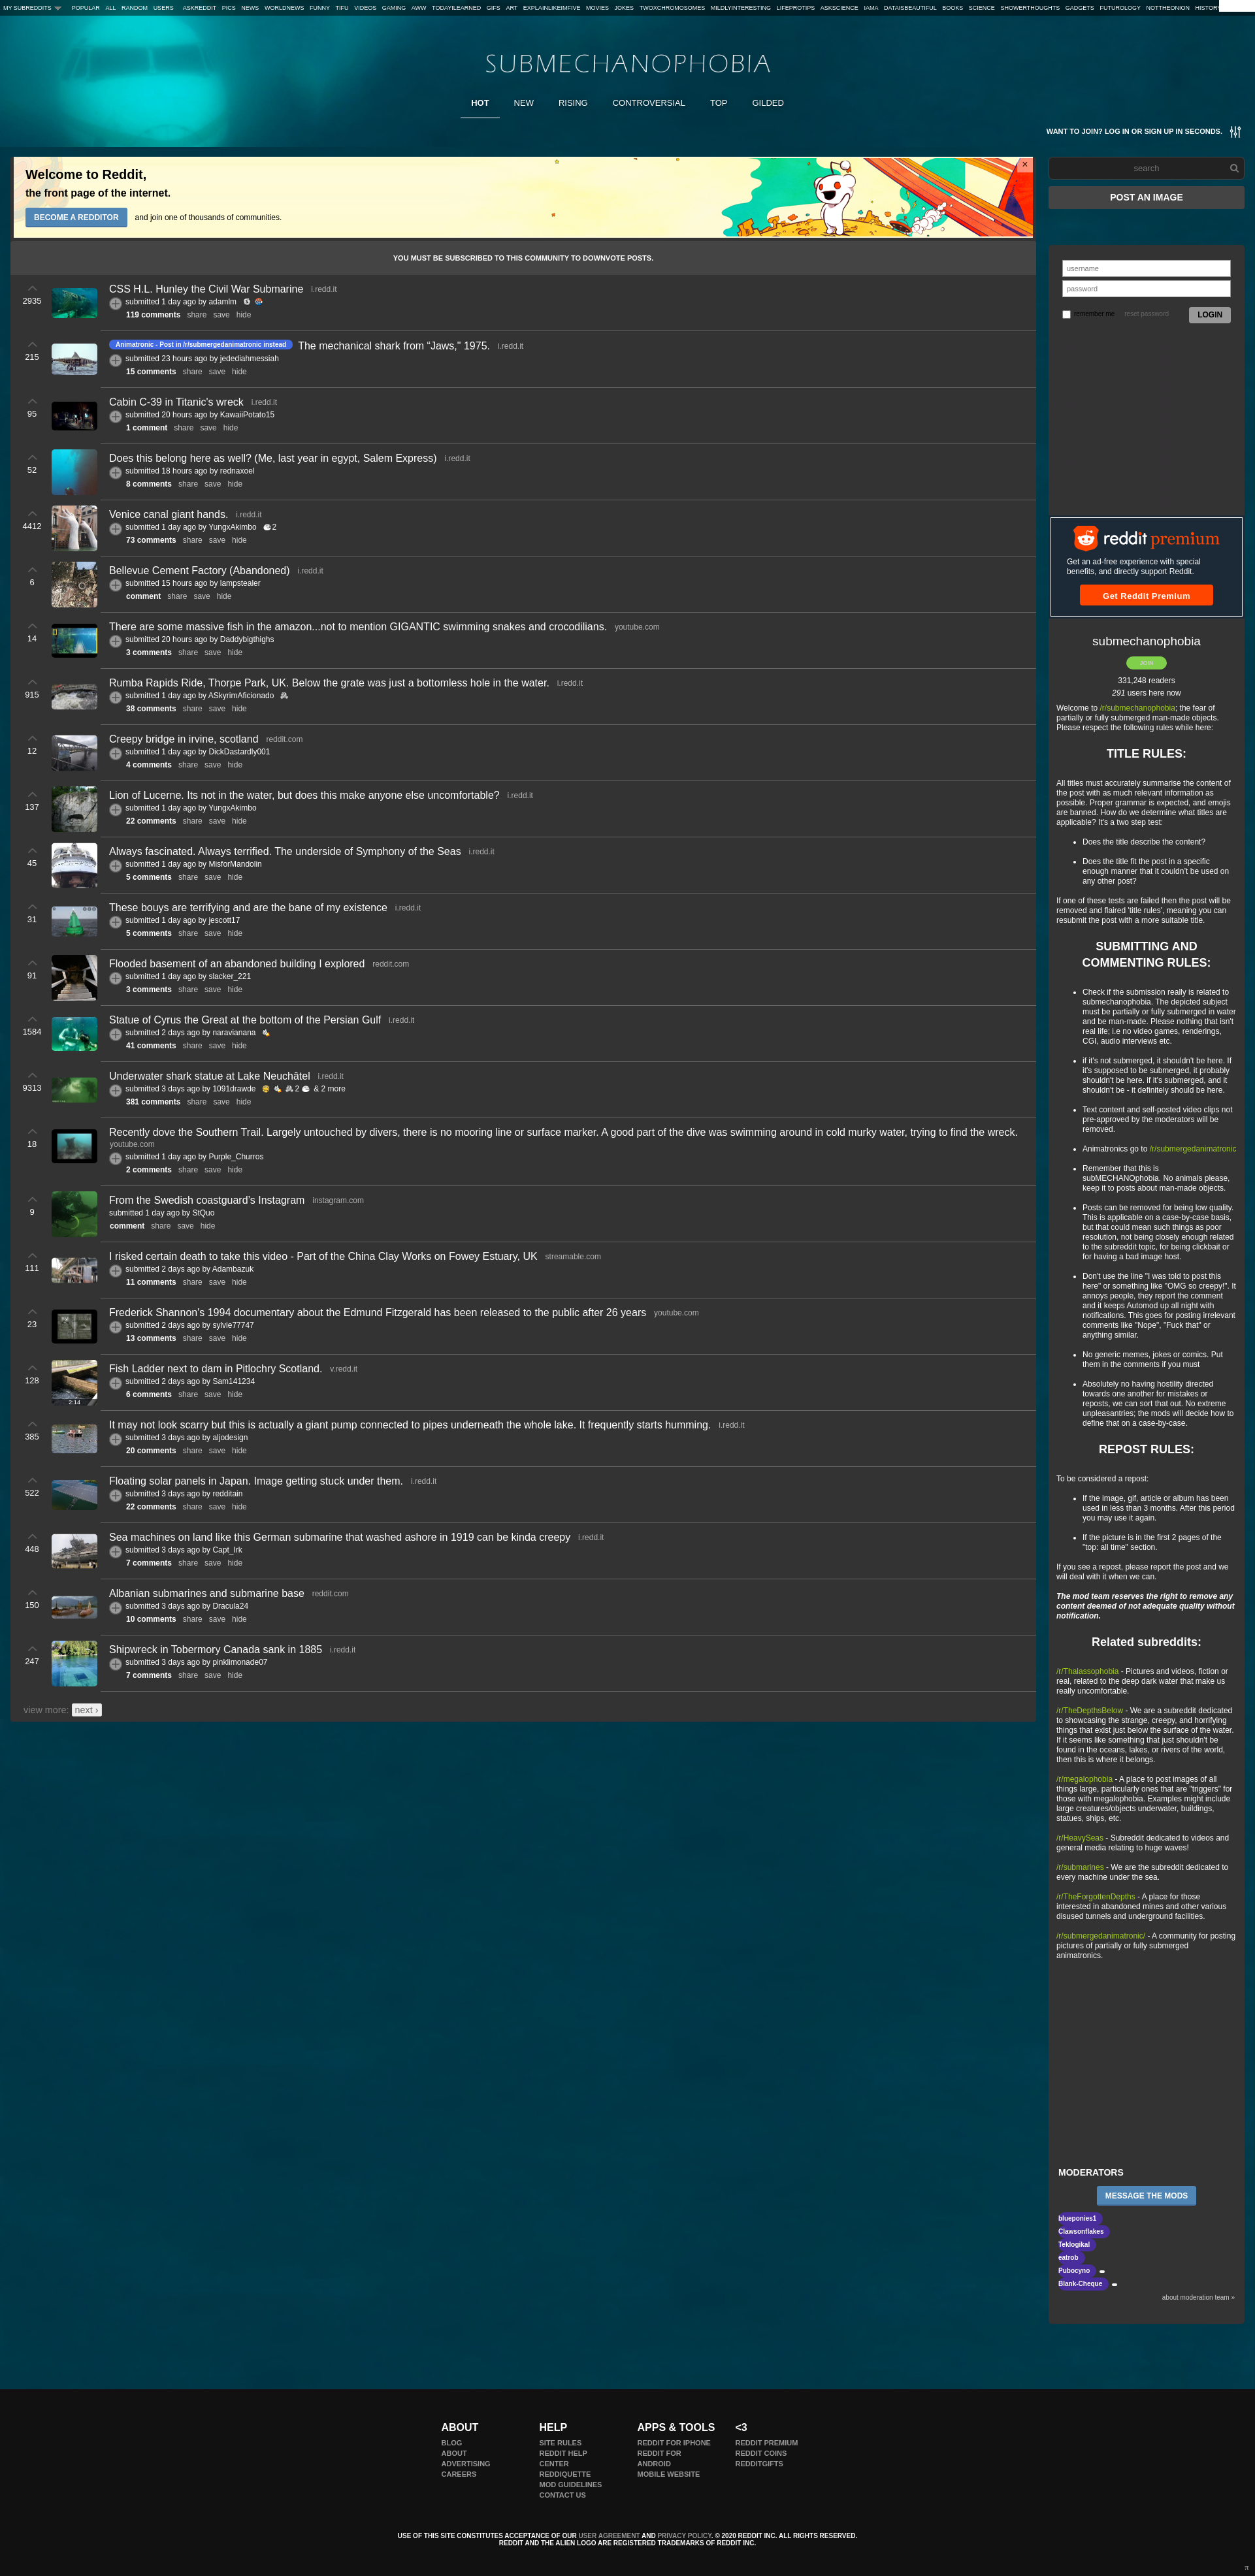 MY SUBREDDITS POPULAR ALL RANDOM USERS ASKREDDIT PICS NEWS WORLDNEWS FUNNY TIFU VIDEOS GAMING AWW TODAYILEARNED GIFS ART EXPLAINLIKEIMFIVE MOVIES JOKES TWOXCHROMOSOMES MILDLYINTERESTING LIFEPROTIPS ASKSCIENCE IAMA DATAISBEAUTIFUL BOOKS SCIENCE SHOWERTHOUGHTS GADGETS FUTUROLOGY NOTTHEONION HISTORY
SUBMECHANOPHOBIA
HOT NEW RISING CONTROVERSIAL TOP GILDED
WANT TO JOIN? LOG IN OR SIGN UP IN SECONDS.
Welcome to Reddit,
the front page of the internet.
BECOME A REDDITOR and join one of thousands of communities.
×
YOU MUST BE SUBSCRIBED TO THIS COMMUNITY TO DOWNVOTE POSTS.
2935
CSS H.L. Hunley the Civil War Submarine i.redd.it
submitted 1 day ago by adamlm
119 comments share save hide
215
Animatronic - Post in /r/submergedanimatronic instead The mechanical shark from “Jaws,” 1975. i.redd.it
submitted 23 hours ago by jedediahmessiah
15 comments share save hide
95
Cabin C-39 in Titanic's wreck i.redd.it
submitted 20 hours ago by KawaiiPotato15
1 comment share save hide
52
Does this belong here as well? (Me, last year in egypt, Salem Express) i.redd.it
submitted 18 hours ago by rednaxoel
8 comments share save hide
4412
Venice canal giant hands. i.redd.it
submitted 1 day ago by YungxAkimbo 2
73 comments share save hide
6
Bellevue Cement Factory (Abandoned) i.redd.it
submitted 15 hours ago by lampstealer
comment share save hide
14
There are some massive fish in the amazon...not to mention GIGANTIC swimming snakes and crocodilians. youtube.com
submitted 20 hours ago by Daddybigthighs
3 comments share save hide
915
Rumba Rapids Ride, Thorpe Park, UK. Below the grate was just a bottomless hole in the water. i.redd.it
submitted 1 day ago by ASkyrimAficionado
38 comments share save hide
12
Creepy bridge in irvine, scotland reddit.com
submitted 1 day ago by DickDastardly001
4 comments share save hide
137
Lion of Lucerne. Its not in the water, but does this make anyone else uncomfortable? i.redd.it
submitted 1 day ago by YungxAkimbo
22 comments share save hide
45
Always fascinated. Always terrified. The underside of Symphony of the Seas i.redd.it
submitted 1 day ago by MisforMandolin
5 comments share save hide
31
These bouys are terrifying and are the bane of my existence i.redd.it
submitted 1 day ago by jescott17
5 comments share save hide
91
Flooded basement of an abandoned building I explored reddit.com
submitted 1 day ago by slacker_221
3 comments share save hide
1584
Statue of Cyrus the Great at the bottom of the Persian Gulf i.redd.it
submitted 2 days ago by naravianana
41 comments share save hide
9313
Underwater shark statue at Lake Neuchâtel i.redd.it
submitted 3 days ago by 1091drawde 2 & 2 more
381 comments share save hide
18
Recently dove the Southern Trail. Largely untouched by divers, there is no mooring line or surface marker. A good part of the dive was swimming around in cold murky water, trying to find the wreck.
youtube.com
submitted 1 day ago by Purple_Churros
2 comments share save hide
9
From the Swedish coastguard's Instagram instagram.com
submitted 1 day ago by StQuo
comment share save hide
111
I risked certain death to take this video - Part of the China Clay Works on Fowey Estuary, UK streamable.com
submitted 2 days ago by Adambazuk
11 comments share save hide
23
Frederick Shannon's 1994 documentary about the Edmund Fitzgerald has been released to the public after 26 years youtube.com
submitted 2 days ago by sylvie77747
13 comments share save hide
128
2:14
Fish Ladder next to dam in Pitlochry Scotland. v.redd.it
submitted 2 days ago by Sam141234
6 comments share save hide
385
It may not look scarry but this is actually a giant pump connected to pipes underneath the whole lake. It frequently starts humming. i.redd.it
submitted 3 days ago by aljodesign
20 comments share save hide
522
Floating solar panels in Japan. Image getting stuck under them. i.redd.it
submitted 3 days ago by redditain
22 comments share save hide
448
Sea machines on land like this German submarine that washed ashore in 1919 can be kinda creepy i.redd.it
submitted 3 days ago by Capt_Irk
7 comments share save hide
150
Albanian submarines and submarine base reddit.com
submitted 3 days ago by Dracula24
10 comments share save hide
247
Shipwreck in Tobermory Canada sank in 1885 i.redd.it
submitted 3 days ago by pinklimonade07
7 comments share save hide
view more: next ›
search
POST AN IMAGE
username
password
remember me reset password LOGIN
reddit premium
Get an ad-free experience with special
benefits, and directly support Reddit.
Get Reddit Premium
submechanophobia
JOIN
331,248 readers
291 users here now
Welcome to /r/submechanophobia; the fear of
partially or fully submerged man-made objects.
Please respect the following rules while here:
TITLE RULES:
All titles must accurately summarise the content of
the post with as much relevant information as
possible. Proper grammar is expected, and emojis
are banned. How do we determine what titles are
applicable? It's a two step test:
• Does the title describe the content?
• Does the title fit the post in a specific
enough manner that it couldn't be used on
any other post?
If one of these tests are failed then the post will be
removed and flaired 'title rules', meaning you can
resubmit the post with a more suitable title.
SUBMITTING AND
COMMENTING RULES:
• Check if the submission really is related to
submechanophobia. The depicted subject
must be partially or fully submerged in water
and be man-made. Please nothing that isn't
real life; i.e no video games, renderings,
CGI, audio interviews etc.
• if it's not submerged, it shouldn't be here. If
it's supposed to be submerged, it probably
shouldn't be here. if it's submerged, and it
shouldn't be - it definitely should be here.
• Text content and self-posted video clips not
pre-approved by the moderators will be
removed.
• Animatronics go to /r/submergedanimatronic
• Remember that this is
subMECHANOphobia. No animals please,
keep it to posts about man-made objects.
• Posts can be removed for being low quality.
This is applicable on a case-by-case basis,
but that could mean such things as poor
resolution, not being closely enough related
to the subreddit topic, for being clickbait or
for having a bad image host.
• Don't use the line "I was told to post this
here" or something like "OMG so creepy!". It
annoys people, they report the comment
and it keeps Automod up all night with
notifications. This goes for posting irrelevant
comments like "Nope", "Fuck that" or
anything similar.
• No generic memes, jokes or comics. Put
them in the comments if you must
• Absolutely no having hostility directed
towards one another for mistakes or
reposts, we can sort that out. No extreme
unpleasantries; the mods will decide how to
define that on a case-by-case.
REPOST RULES:
To be considered a repost:
• If the image, gif, article or album has been
used in less than 3 months. After this period
you may use it again.
• If the picture is in the first 2 pages of the
"top: all time" section.
If you see a repost, please report the post and we
will deal with it when we can.
The mod team reserves the right to remove any
content deemed of not adequate quality without
notification.
Related subreddits:
/r/Thalassophobia - Pictures and videos, fiction or
real, related to the deep dark water that make us
really uncomfortable.
/r/TheDepthsBelow - We are a subreddit dedicated
to showcasing the strange, creepy, and horrifying
things that exist just below the surface of the water.
If it seems like something that just shouldn't be
found in the oceans, lakes, or rivers of the world,
then this is where it belongs.
/r/megalophobia - A place to post images of all
things large, particularly ones that are "triggers" for
those with megalophobia. Examples might include
large creatures/objects underwater, buildings,
statues, ships, etc.
/r/HeavySeas - Subreddit dedicated to videos and
general media relating to huge waves!
/r/submarines - We are the subreddit dedicated to
every machine under the sea.
/r/TheForgottenDepths - A place for those
interested in abandoned mines and other various
disused tunnels and underground facilities.
/r/submergedanimatronic/ - A community for posting
pictures of partially or fully submerged
animatronics.
MODERATORS
MESSAGE THE MODS
blueponies1
Clawsonflakes
Teklogikal
eatrob
Pubocyno
Blank-Cheque
about moderation team »
ABOUT
BLOG
ABOUT
ADVERTISING
CAREERS
HELP
SITE RULES
REDDIT HELP
CENTER
REDDIQUETTE
MOD GUIDELINES
CONTACT US
APPS & TOOLS
REDDIT FOR IPHONE
REDDIT FOR
ANDROID
MOBILE WEBSITE
<3
REDDIT PREMIUM
REDDIT COINS
REDDITGIFTS
USE OF THIS SITE CONSTITUTES ACCEPTANCE OF OUR USER AGREEMENT AND PRIVACY POLICY. © 2020 REDDIT INC. ALL RIGHTS RESERVED.
REDDIT AND THE ALIEN LOGO ARE REGISTERED TRADEMARKS OF REDDIT INC.
π